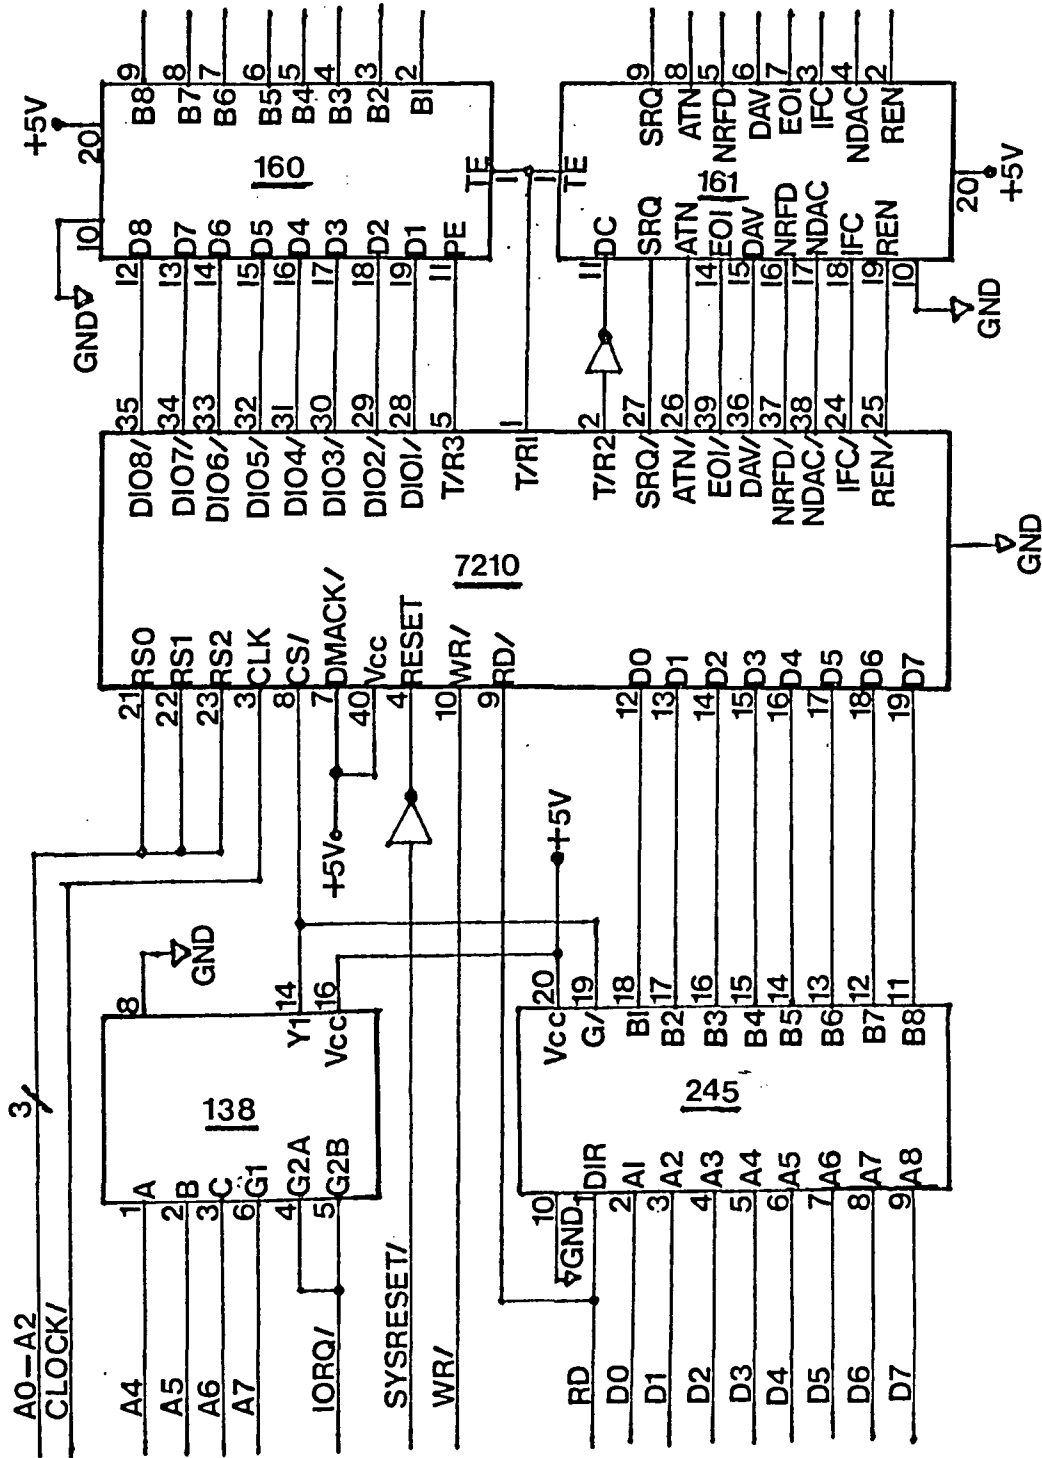 A0-A2
CLOCK/
3
A4
A5
A6
A7
IORQ/
SYSRESET/
WR/
RD
D0
D1
D2
D3
D4
D5
D6
D7
1 A
2 B
3 C
6 G1
4 G2A
5 G2B
138
8
GND
Y1 14
Vcc 16
10
GND
1 DIR
2 A1
3 A2
4 A3
5 A4
6 A5
7 A6
8 A7
9 A8
245
Vcc 20
+5V
G/ 19
B1 18
B2 17
B3 16
B4 15
B5 14
B6 13
B7 12
B8 11
21 RS0
22 RS1
23 RS2
3 CLK
8 CS/
7 DMACK/
40 Vcc
+5V
4 RESET
10 WR/
9 RD/
12 D0
13 D1
14 D2
15 D3
16 D4
17 D5
18 D6
19 D7
7210
GND
DIO8/ 35
DIO7/ 34
DIO6/ 33
DIO5/ 32
DIO4/ 31
DIO3/ 30
DIO2/ 29
DIO1/ 28
T/R3 5
T/R1 1
T/R2 2
SRQ/ 27
ATN/ 26
EOI/ 39
DAV/ 36
NRFD/ 37
NDAC/ 38
IFC/ 24
REN/ 25
GND
10
12 D8
13 D7
14 D6
15 D5
16 D4
17 D3
18 D2
19 D1
11 PE
160
20
+5V
TE 1
B8 9
B7 8
B6 7
B5 6
B4 5
B3 4
B2 3
B1 2
1 TE
11 DC
SRQ
ATN
14 EOI
15 DAV
16 NRFD
17 NDAC
18 IFC
19 REN
10
GND
161
20
+5V
SRQ 9
ATN 8
NRFD 5
DAV 6
EOI 7
IFC 3
NDAC 4
REN 2